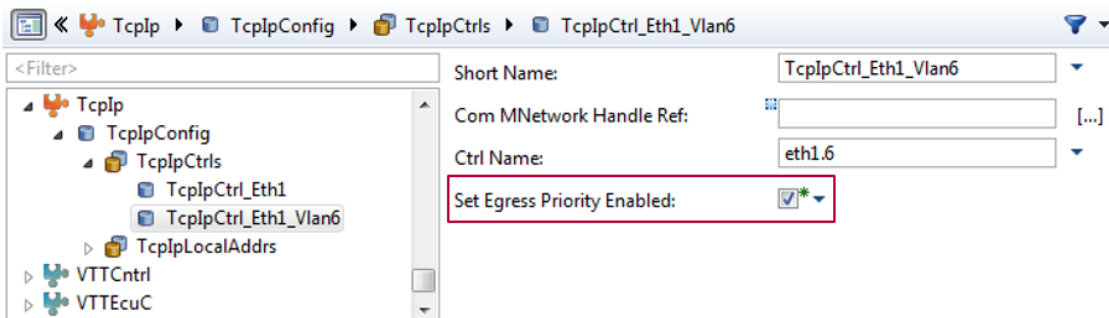 TcpIp TcpIpConfig TcpIpCtrls TcpIpCtrl_Eth1_Vlan6
<Filter>
TcpIp
TcpIpConfig
TcpIpCtrls
TcpIpCtrl_Eth1
TcpIpCtrl_Eth1_Vlan6
TcpIpLocalAddrs
VTTCntrl
VTTEcuC
Short Name: TcpIpCtrl_Eth1_Vlan6
Com MNetwork Handle Ref: [...]
Ctrl Name: eth1.6
Set Egress Priority Enabled: *